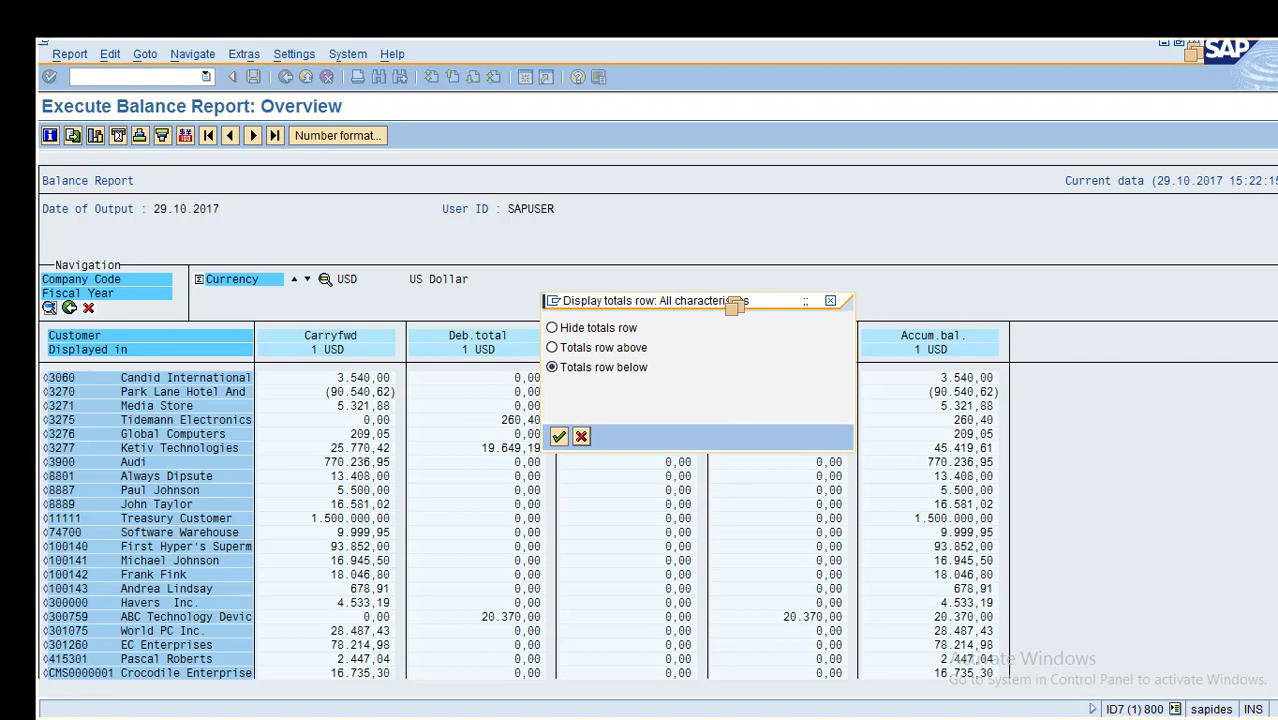 Report Edit Goto Navigate Extras Settings System Help
SAP
Execute Balance Report: Overview
Number format...
Balance Report Current data (29.10.2017 15:22:15
Date of Output : 29.10.2017 User ID : SAPUSER
Navigation
Company Code Currency USD US Dollar
Fiscal Year
Display totals row: All
Hide totals row
Totals row above
Totals row below
Customer Carryfwd Deb.total Accum.bal.
Displayed in 1 USD 1 USD 1 USD
3060 Candid International 3.540,00 0,00 3.540,00
3270 Park Lane Hotel And (90.540,62) 0,00 (90.540,62)
3271 Media Store 5.321,88 0,00 5.321,88
3275 Tidemann Electronics 0,00 260,40 260,40
3276 Global Computers 209,05 0,00 209,05
3277 Ketiv Technologies 25.770,42 19.649,19 45.419,61
3900 Audi 770.236,95 0,00 0,00 0,00 770.236,95
8801 Always Dipsute 13.408,00 0,00 0,00 0,00 13.408,00
8887 Paul Johnson 5.500,00 0,00 0,00 0,00 5.500,00
8889 John Taylor 16.581,02 0,00 0,00 0,00 16.581,02
11111 Treasury Customer 1.500.000,00 0,00 0,00 0,00 1.500.000,00
74700 Software Warehouse 9.999,95 0,00 0,00 0,00 9.999,95
100140 First Hyper's Superm 93.852,00 0,00 0,00 0,00 93.852,00
100141 Michael Johnson 16.945,50 0,00 0,00 0,00 16.945,50
100142 Frank Fink 18.046,80 0,00 0,00 0,00 18.046,80
100143 Andrea Lindsay 678,91 0,00 0,00 0,00 678,91
300000 Havers Inc. 4.533,19 0,00 0,00 0,00 4.533,19
300759 ABC Technology Devic 0,00 20.370,00 0,00 20.370,00 20.370,00
301075 World PC Inc. 28.487,43 0,00 0,00 0,00 28.487,43
301260 EC Enterprises 78.214,98 0,00 0,00 0,00 78.214,98
415301 Pascal Roberts 2.447,04 0,00 0,00 0,00 2.447,04
CMS0000001 Crocodile Enterprise 16.735,30 0,00 0,00 0,00 16.735,30
Activate Windows
Go to System in Control Panel to activate Windows.
ID7 (1) 800 sapides INS